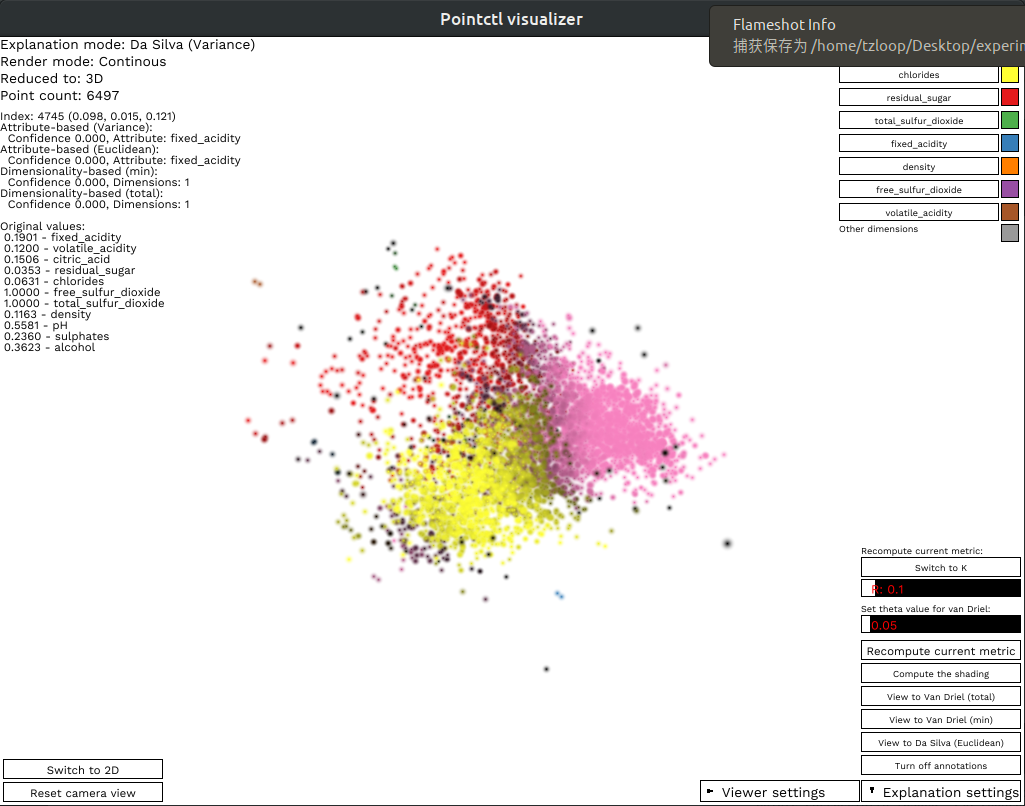 Pointctl visualizer
Flameshot Info
捕获保存为 /home/tzloop/Desktop/experim
Explanation mode: Da Silva (Variance)
Render mode: Continous
Reduced to: 3D
Point count: 6497
Index: 4745 (0.098, 0.015, 0.121)
Attribute-based (Variance):
Confidence 0.000, Attribute: fixed_acidity
Attribute-based (Euclidean):
Confidence 0.000, Attribute: fixed_acidity
Dimensionality-based (min):
Confidence 0.000, Dimensions: 1
Dimensionality-based (total):
Confidence 0.000, Dimensions: 1
Original values:
0.1901 - fixed_acidity
0.1200 - volatile_acidity
0.1506 - citric_acid
0.0353 - residual_sugar
0.0631 - chlorides
1.0000 - free_sulfur_dioxide
1.0000 - total_sulfur_dioxide
0.1163 - density
0.5581 - pH
0.2360 - sulphates
0.3623 - alcohol
chlorides
residual_sugar
total_sulfur_dioxide
fixed_acidity
density
free_sulfur_dioxide
volatile_acidity
Other dimensions
Recompute current metric:
Switch to K
R: 0.1
Set theta value for van Driel:
0.05
Recompute current metric
Compute the shading
View to Van Driel (total)
View to Van Driel (min)
View to Da Silva (Euclidean)
Turn off annotations
Switch to 2D
Reset camera view
Viewer settings
Explanation settings